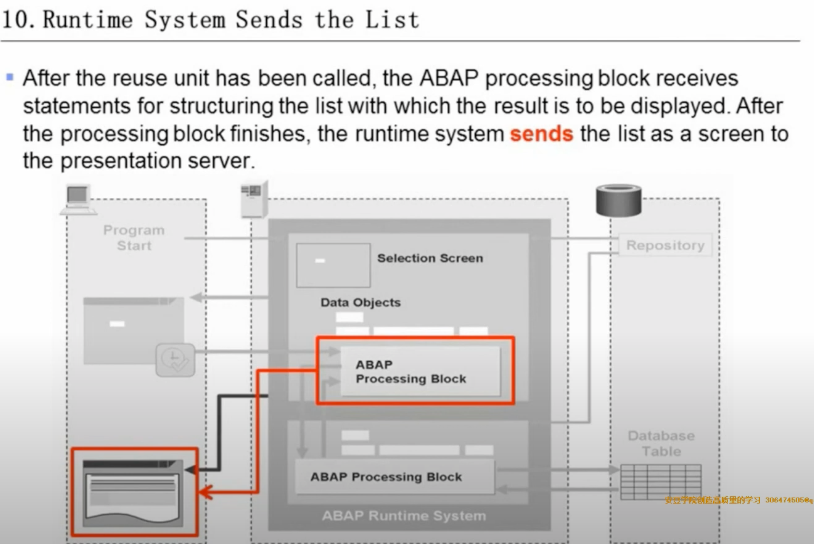 10.Runtime System Sends the List
After the reuse unit has been called, the ABAP processing block receives
statements for structuring the list with which the result is to be displayed. After
the processing block finishes, the runtime system sends the list as a screen to
the presentation server.
Program
Start
Selection Screen
Repository
Data Objects
ABAP
Processing Block
Database
Table
ABAP Processing Block
ABAP Runtime System